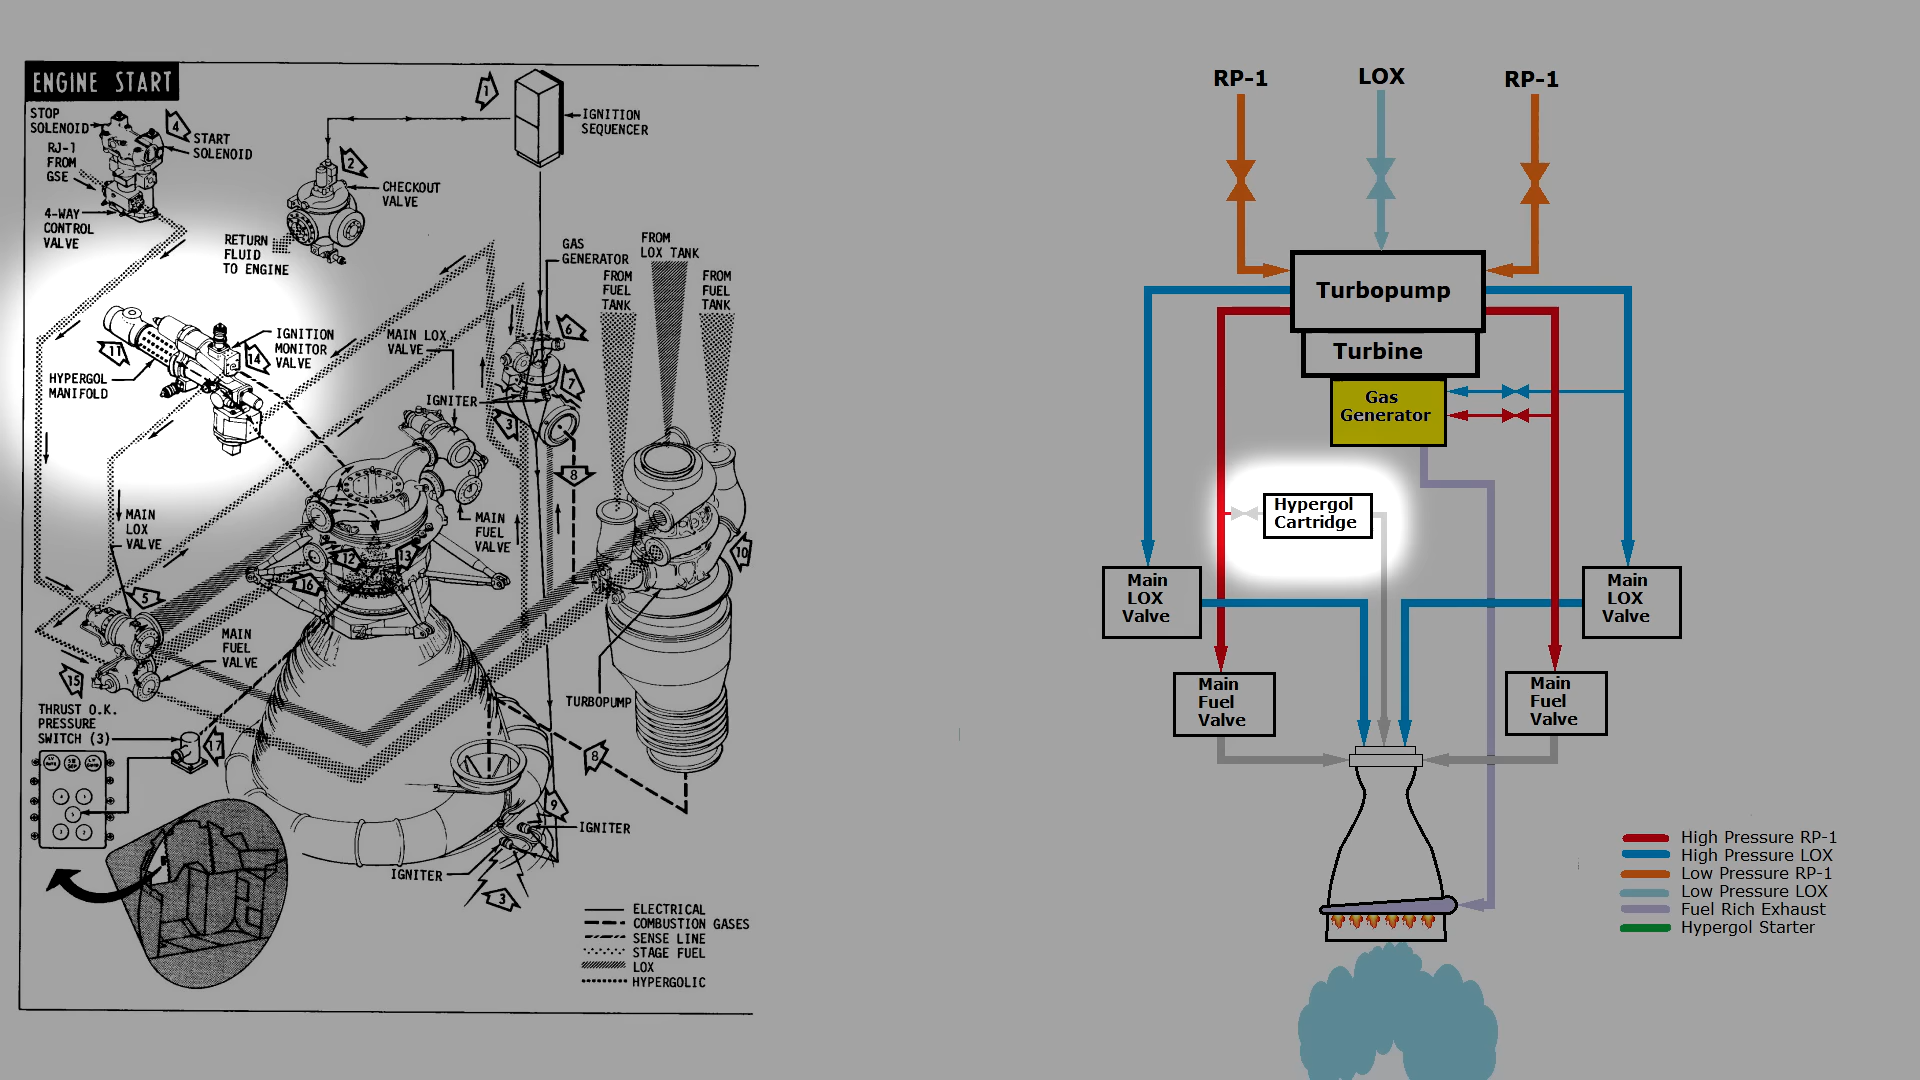 ENGINE START
STOP
SOLENOID
4
START
SOLENOID
RJ-1
FROM
GSE
4-WAY
CONTROL
VALVE
1
IGNITION
SEQUENCER
2
CHECKOUT
VALVE
RETURN
FLUID
TO ENGINE
GAS
GENERATOR
FROM
LOX TANK
FROM
FUEL
TANK
FROM
FUEL
TANK
6
MAIN LOX
VALVE
7
IGNITER
3
8
11
14
IGNITION
MONITOR
VALVE
HYPERGOL
MANIFOLD
MAIN
LOX
VALVE
MAIN
FUEL
VALVE
10
12
13
16
5
MAIN
FUEL
VALVE
15
TURBOPUMP
THRUST O.K.
PRESSURE
SWITCH (3)
17
8
9
IGNITER
IGNITER
3
ELECTRICAL
COMBUSTION GASES
SENSE LINE
STAGE FUEL
LOX
HYPERGOLIC
RP-1
LOX
RP-1
Turbopump
Turbine
Gas
Generator
Hypergol
Cartridge
Main
LOX
Valve
Main
LOX
Valve
Main
Fuel
Valve
Main
Fuel
Valve
High Pressure RP-1
High Pressure LOX
Low Pressure RP-1
Low Pressure LOX
Fuel Rich Exhaust
Hypergol Starter